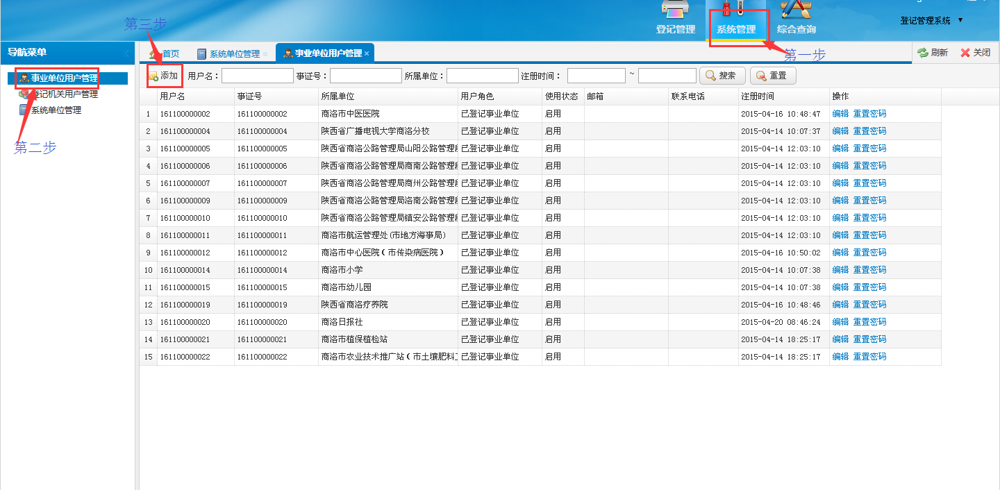 第三步
登记管理 系统管理 综合查询 登记管理系统
第一步
导航菜单 首页 系统单位管理 事业单位用户管理 刷新 关闭
事业单位用户管理
登记机关用户管理
系统单位管理
第二步
添加 用户名： 事证号： 所属单位： 注册时间： ~ 搜索 重置
用户名 事证号 所属单位 用户角色 使用状态 邮箱 联系电话 注册时间 操作
1 161100000002 161100000002 商洛市中医医院 已登记事业单位 启用 2015-04-16 10:48:47 编辑 重置密码
2 161100000004 161100000004 陕西省广播电视大学商洛分校 已登记事业单位 启用 2015-04-14 10:07:37 编辑 重置密码
3 161100000005 161100000005 陕西省商洛公路管理局山阳公路管理 已登记事业单位 启用 2015-04-14 12:03:10 编辑 重置密码
4 161100000006 161100000006 陕西省商洛公路管理局商南公路管理 已登记事业单位 启用 2015-04-14 12:03:10 编辑 重置密码
5 161100000007 161100000007 陕西省商洛公路管理局商州公路管理 已登记事业单位 启用 2015-04-14 12:03:10 编辑 重置密码
6 161100000009 161100000009 陕西省商洛公路管理局洛南公路管理 已登记事业单位 启用 2015-04-14 12:03:10 编辑 重置密码
7 161100000010 161100000010 陕西省商洛公路管理局镇安公路管理 已登记事业单位 启用 2015-04-14 12:03:10 编辑 重置密码
8 161100000011 161100000011 商洛市航运管理处(市地方海事局) 已登记事业单位 启用 2015-04-14 12:03:10 编辑 重置密码
9 161100000012 161100000012 商洛市中心医院（市传染病医院） 已登记事业单位 启用 2015-04-16 10:50:02 编辑 重置密码
10 161100000014 161100000014 商洛市小学 已登记事业单位 启用 2015-04-14 10:07:38 编辑 重置密码
11 161100000015 161100000015 商洛市幼儿园 已登记事业单位 启用 2015-04-14 10:07:38 编辑 重置密码
12 161100000019 161100000019 陕西省商洛疗养院 已登记事业单位 启用 2015-04-16 10:48:46 编辑 重置密码
13 161100000020 161100000020 商洛日报社 已登记事业单位 启用 2015-04-20 08:46:24 编辑 重置密码
14 161100000021 161100000021 商洛市植保植检站 已登记事业单位 启用 2015-04-14 18:25:17 编辑 重置密码
15 161100000022 161100000022 商洛市农业技术推广站（市土壤肥料 已登记事业单位 启用 2015-04-14 18:25:17 编辑 重置密码